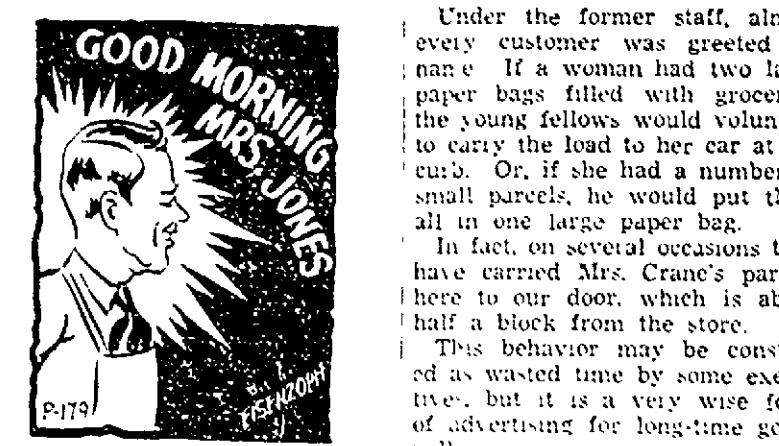 GOOD MORNING
MRS. JONES
P-179
EISENZOPH
Under the former staff, alm
every customer was greeted
name If a woman had two la
paper bags filled with grocer
the young fellows would volun
to carry the load to her car at
curb. Or, if she had a number
small parcels, he would put th
all in one large paper bag.
In fact, on several occasions t
have carried Mrs. Crane's par
here to our door, which is ab
half a block from the store.
This behavior may be const
ed as wasted time by some exe
tives, but it is a very wise fo
of advertising for long-time go